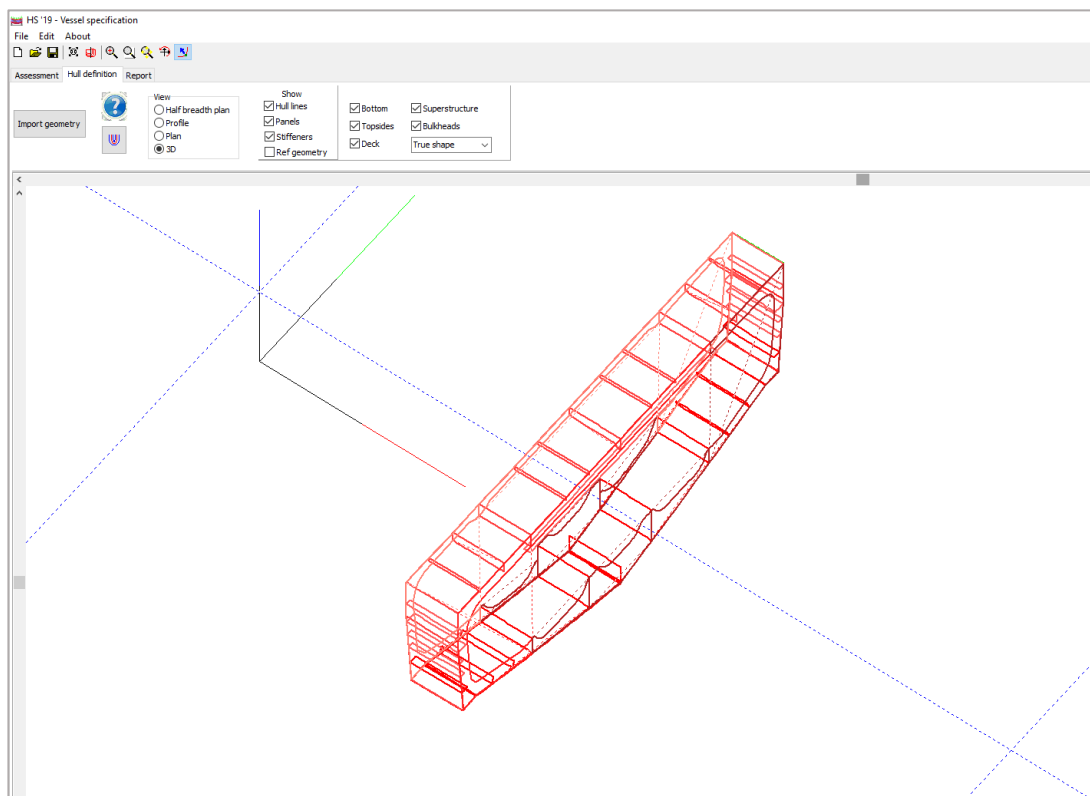 HS '19 - Vessel specification
File Edit About
Assessment Hull definition Report
Import geometry
?
View
Half breadth plan
Profile
Plan
3D
Show
Hull lines
Panels
Stiffeners
Ref geometry
Bottom Superstructure
Topsides Bulkheads
Deck True shape